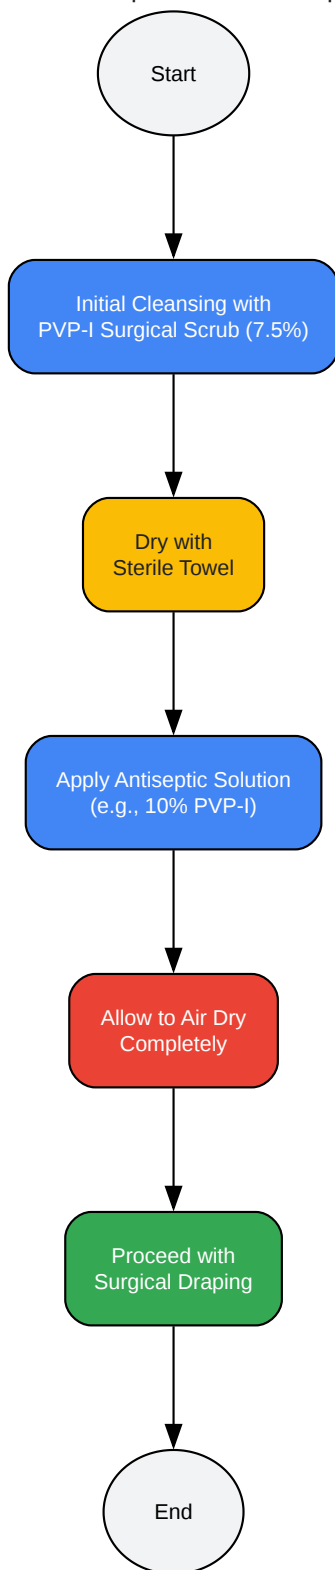 Start
Initial Cleansing with
PVP-I Surgical Scrub (7.5%)
Dry with
Sterile Towel
Apply Antiseptic Solution
(e.g., 10% PVP-I)
Allow to Air Dry
Completely
Proceed with
Surgical Draping
End